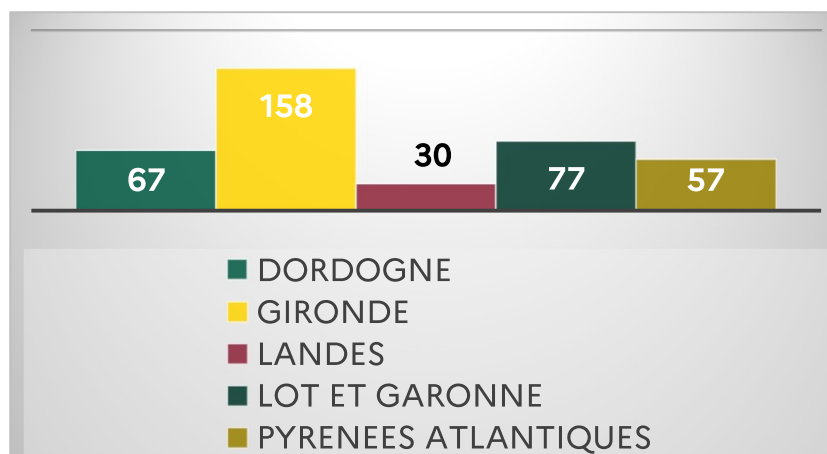 158
30
67
77
57
DORDOGNE
GIRONDE
LANDES
LOT ET GARONNE
PYRENEES ATLANTIQUES